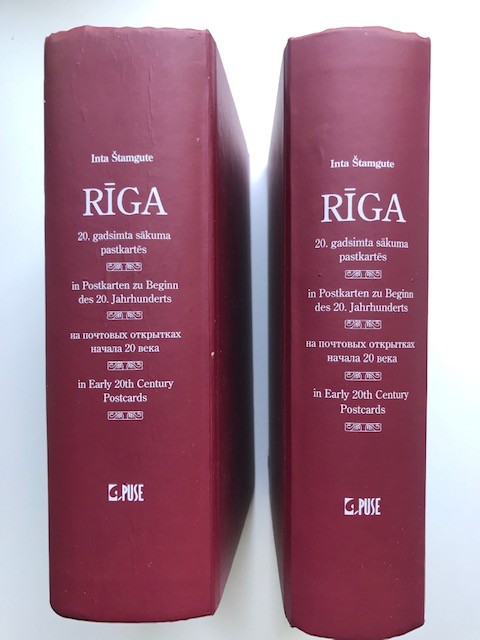 Inta Štamgute
RĪGA
20. gadsimta sākuma
pastkartēs
in Postkarten zu Beginn
des 20. Jahrhunderts
на почтовых открытках
начала 20 века
in Early 20th Century
Postcards
PUSE
Inta Štamgute
RĪGA
20. gadsimta sākuma
pastkartēs
in Postkarten zu Beginn
des 20. Jahrhunderts
на почтовых открытках
начала 20 века
in Early 20th Century
Postcards
PUSE